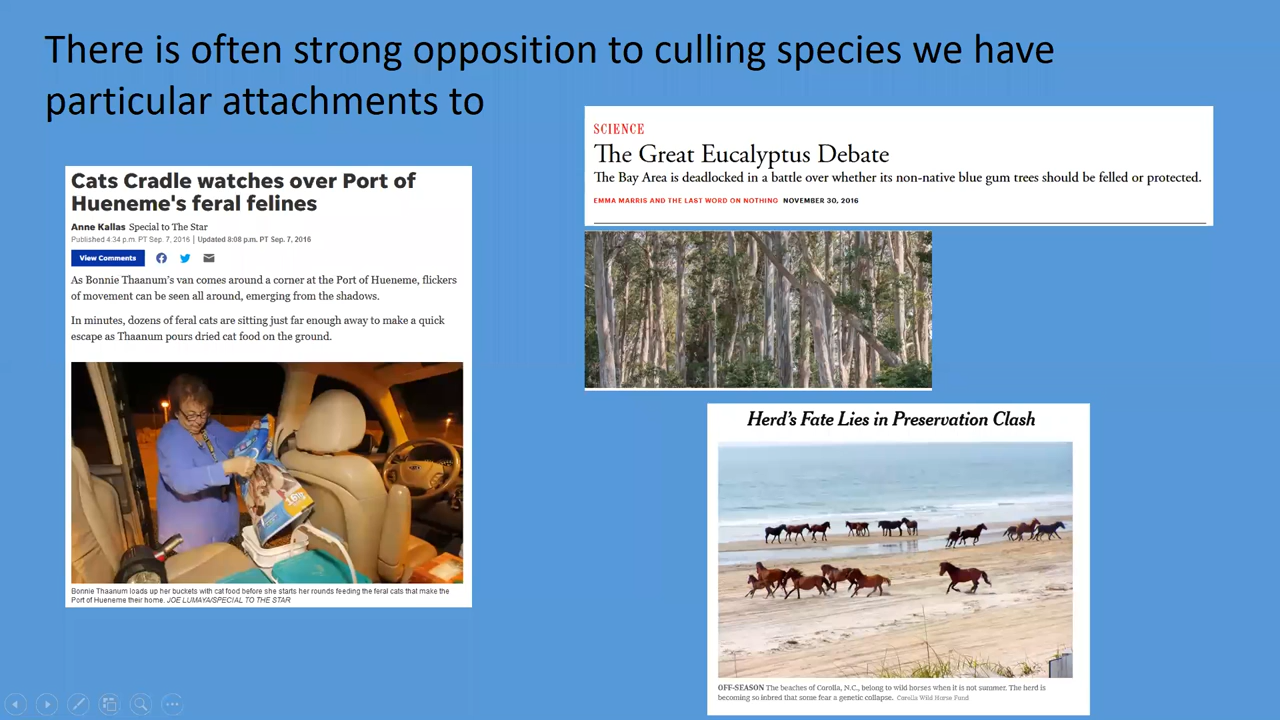 There is often strong opposition to culling species we have
particular attachments to
Cats Cradle watches over Port of
Hueneme's feral felines
Anne Kallas Special to The Star
Published 4:34 p.m. PT Sep. 7, 2016 | Updated 8:08 p.m. PT Sep. 7, 2016
View Comments
As Bonnie Thaanum's van comes around a corner at the Port of Hueneme, flickers
of movement can be seen all around, emerging from the shadows.
In minutes, dozens of feral cats are sitting just far enough away to make a quick
escape as Thaanum pours dried cat food on the ground.
Bonnie Thaanum loads up her buckets with cat food before she starts her rounds feeding the feral cats that make the
Port of Hueneme their home. JOE LUMAYA/SPECIAL TO THE STAR
SCIENCE
The Great Eucalyptus Debate
The Bay Area is deadlocked in a battle over whether its non-native blue gum trees should be felled or protected.
EMMA MARRIS AND THE LAST WORD ON NOTHING NOVEMBER 30, 2016
Herd's Fate Lies in Preservation Clash
OFF-SEASON The beaches of Corolla, N.C., belong to wild horses when it is not summer. The herd is
becoming so inbred that some fear a genetic collapse. Corolla Wild Horse Fund